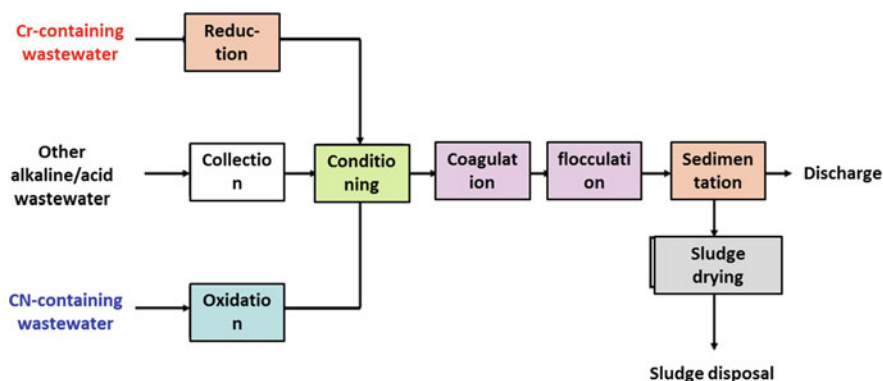 Cr-containing
wastewater
Reduc-
tion
Other
alkaline/acid
wastewater
Collectio
n
Conditio
ning
Coagulat
ion
flocculati
on
Sedimen
tation
Discharge
Sludge
drying
CN-containing
wastewater
Oxidatio
n
Sludge disposal